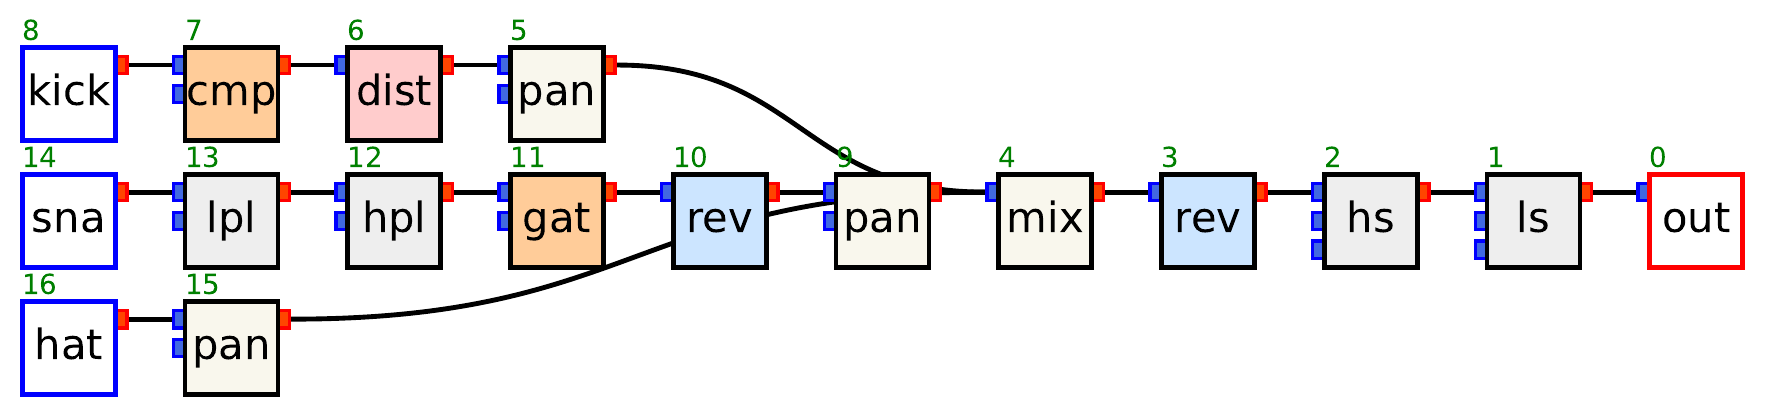 8 7 6 5
kick cmp dist pan
14 13 12 11 10 9 4 3 2 1 0
sna lpl hpl gat rev pan mix rev hs ls out
16 15
hat pan